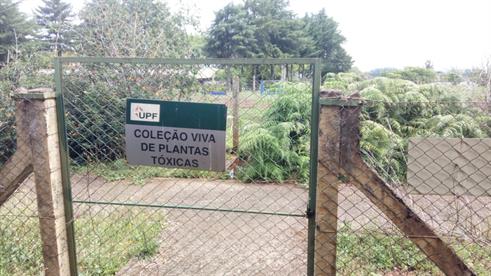 UPF
COLEÇÃO VIVA
DE PLANTAS
TÓXICAS